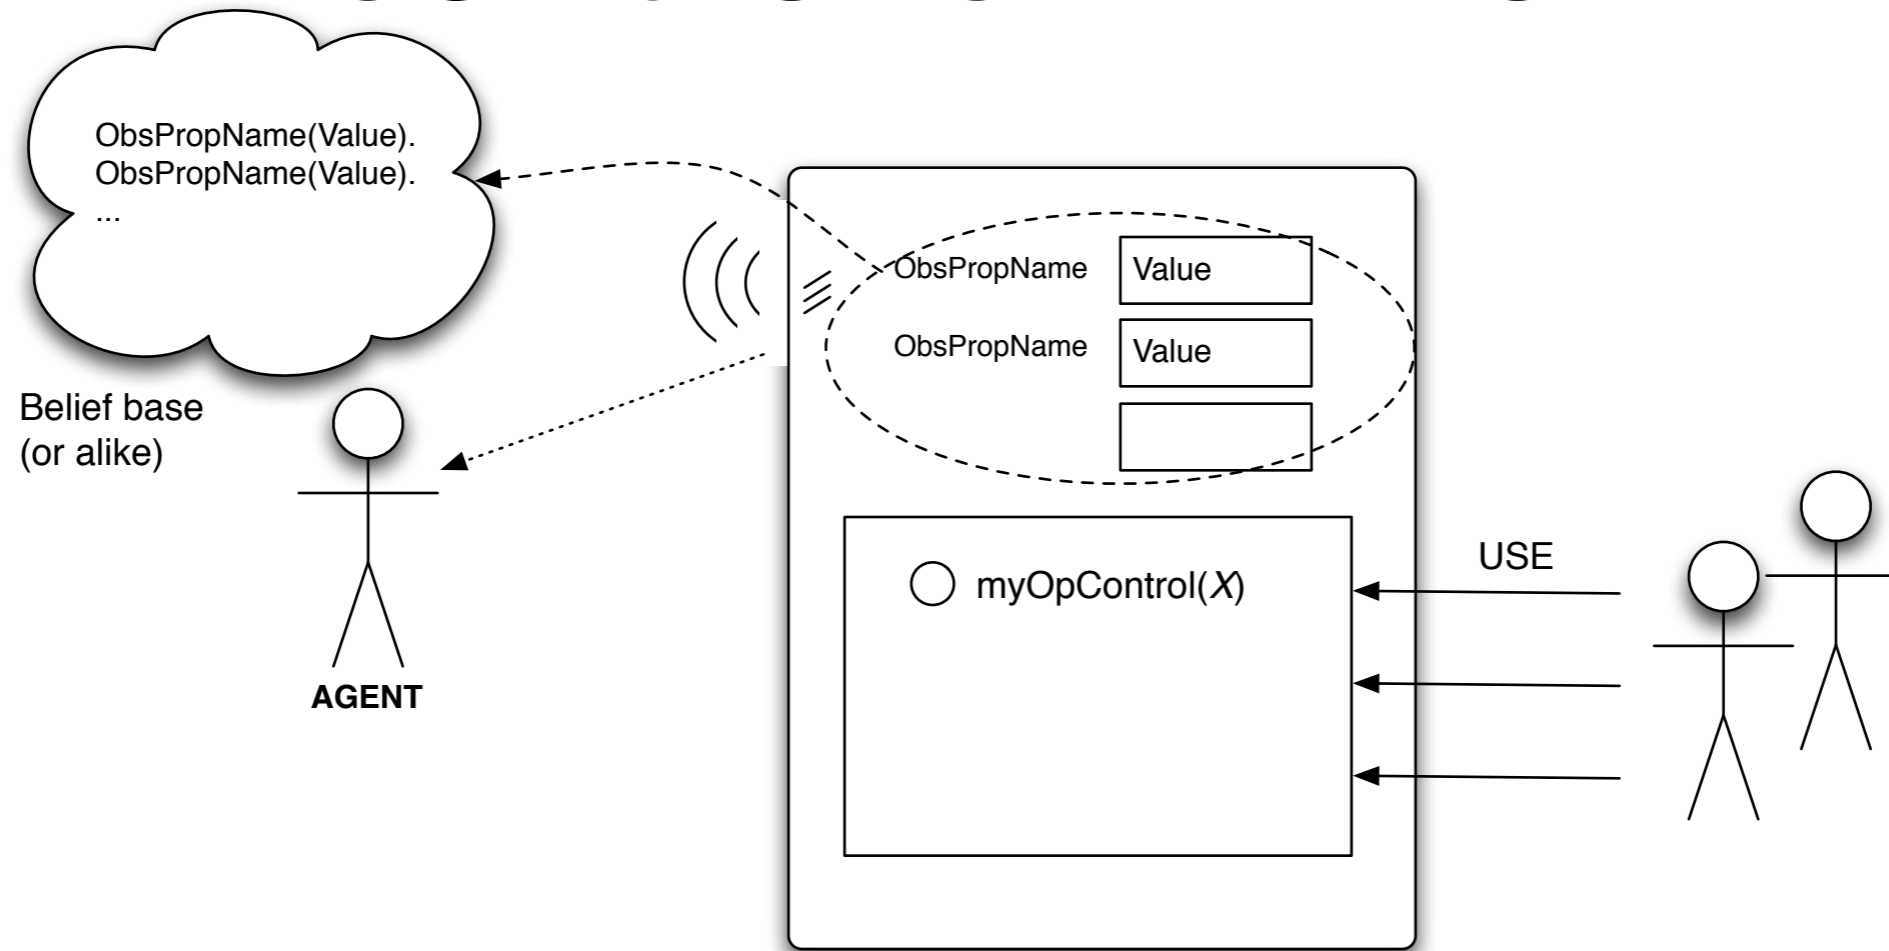 ObsPropName(Value).
ObsPropName(Value).
...
Belief base
(or alike)
AGENT
ObsPropName Value
ObsPropName Value
myOpControl(X)
USE